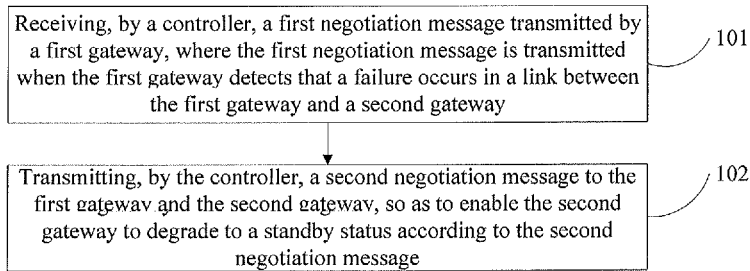 Receiving, by a controller, a first negotiation message transmitted by
a first gateway, where the first negotiation message is transmitted
when the first gateway detects that a failure occurs in a link between
the first gateway and a second gateway
101
Transmitting, by the controller, a second negotiation message to the
first gateway and the second gateway, so as to enable the second
gateway to degrade to a standby status according to the second
negotiation message
102